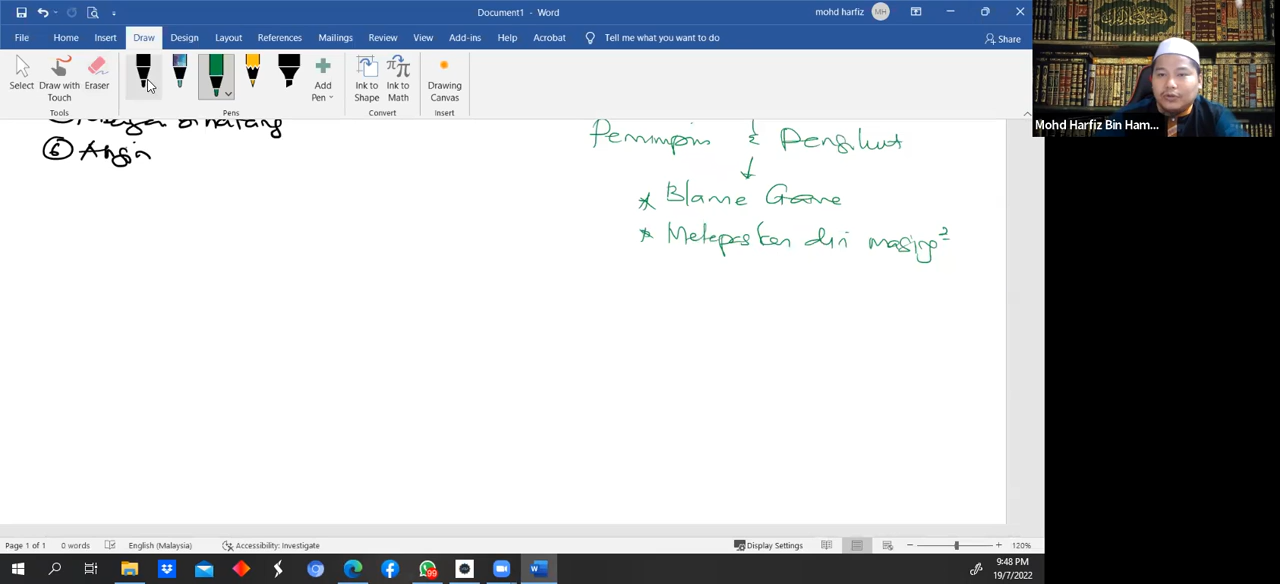 Document1 - Word
mohd harfiz MH
File Home Insert Draw Design Layout References Mailings Review View Add-ins Help Acrobat Tell me what you want to do Share
Select Draw with Touch Eraser Add Pen Ink to Shape Ink to Math Drawing Canvas
Tools Pens Convert Insert
Mohd Harfiz Bin Ham...
⑥ Angin
Pemimpin & Pengikut
↓
* Blame Game
* Melepaskan diri masing²
Page 1 of 1 0 words English (Malaysia) Accessibility: Investigate Display Settings 120%
99
9:48 PM
19/7/2022